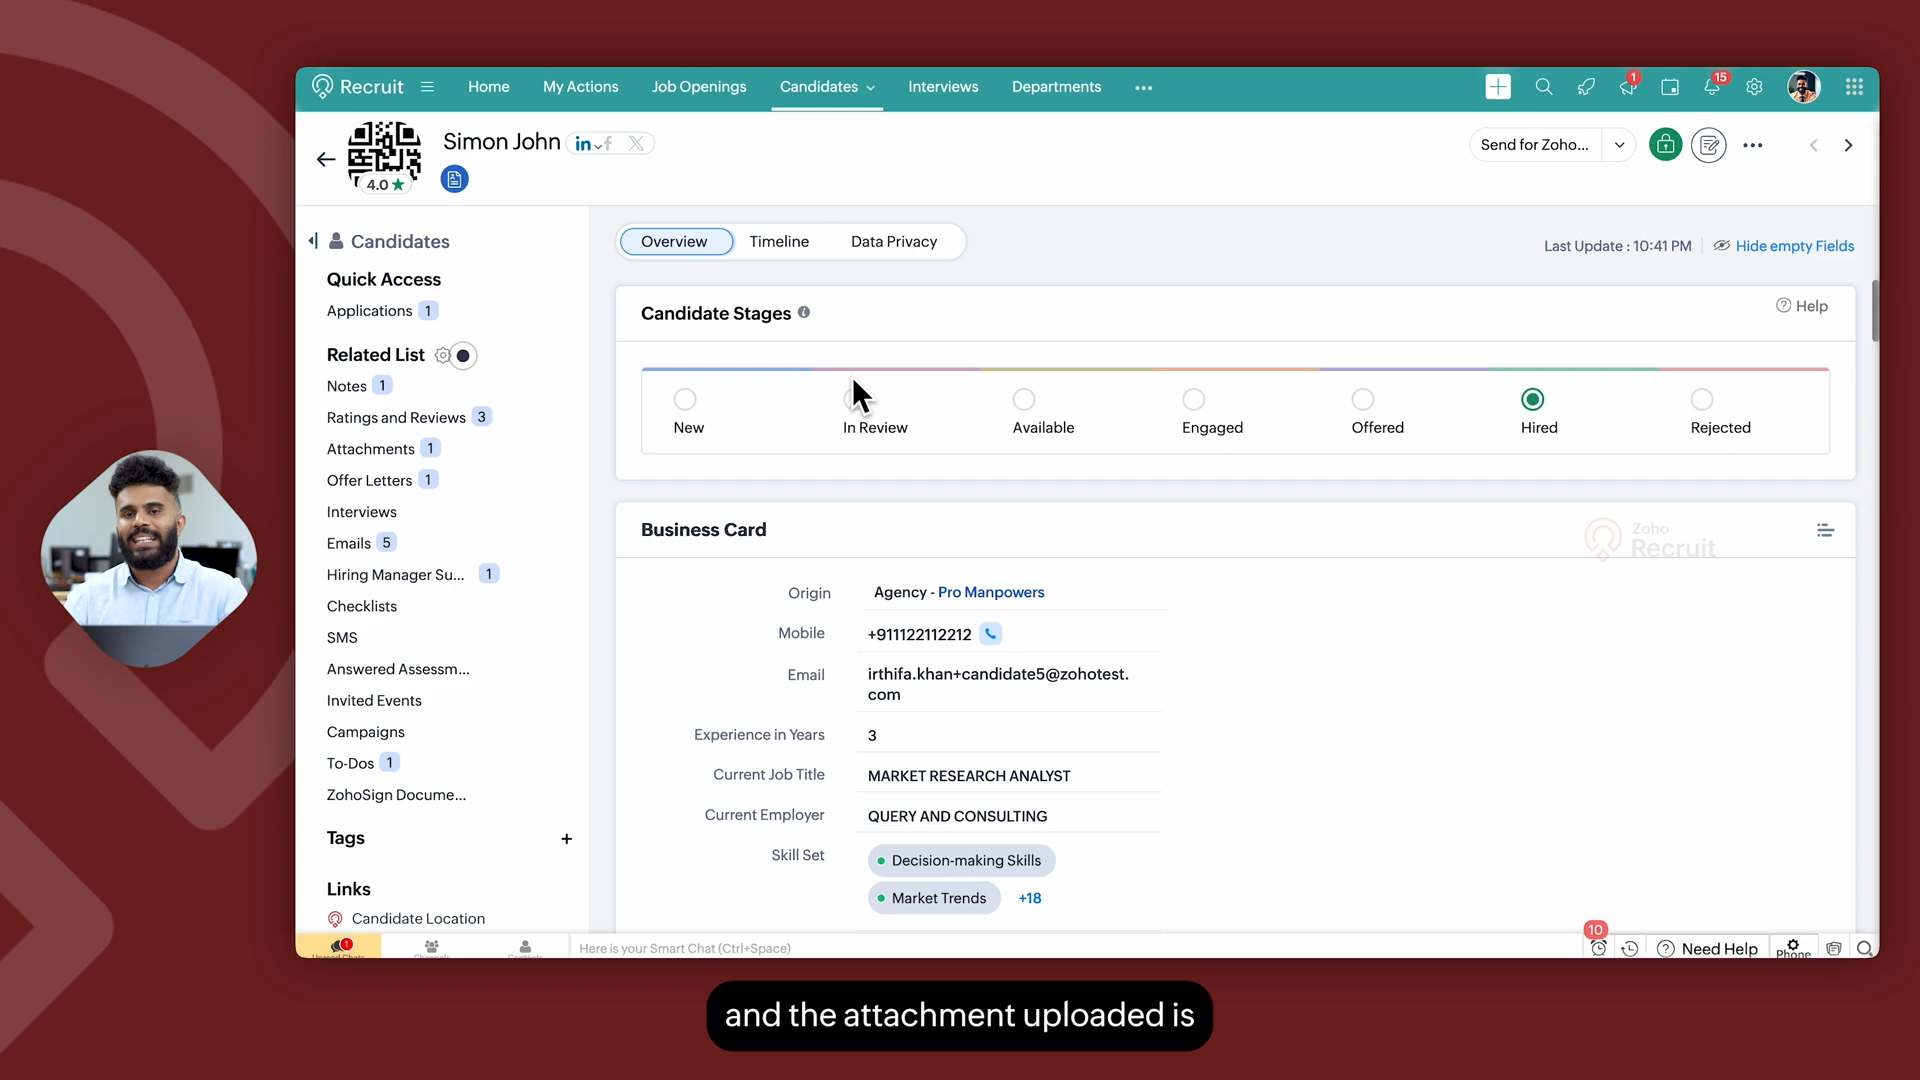 Recruit
Home
My Actions
Job Openings
Candidates
Interviews
Departments
1
15
Simon John
4.0
Send for Zoho...
Candidates
Quick Access
Applications 1
Related List
Notes 1
Ratings and Reviews 3
Attachments 1
Offer Letters 1
Interviews
Emails 5
Hiring Manager Su... 1
Checklists
SMS
Answered Assessm...
Invited Events
Campaigns
To-Dos 1
ZohoSign Docume...
Tags
Links
Candidate Location
Overview
Timeline
Data Privacy
Last Update : 10:41 PM
Hide empty Fields
Candidate Stages
Help
New
In Review
Available
Engaged
Offered
Hired
Rejected
Business Card
Zoho
Recruit
Origin
Agency - Pro Manpowers
Mobile
+911122112212
Email
irthifa.khan+candidate5@zohotest.
com
Experience in Years
3
Current Job Title
MARKET RESEARCH ANALYST
Current Employer
QUERY AND CONSULTING
Skill Set
Decision-making Skills
Market Trends
+18
1
Here is your Smart Chat (Ctrl+Space)
10
Need Help
Phone
and the attachment uploaded is